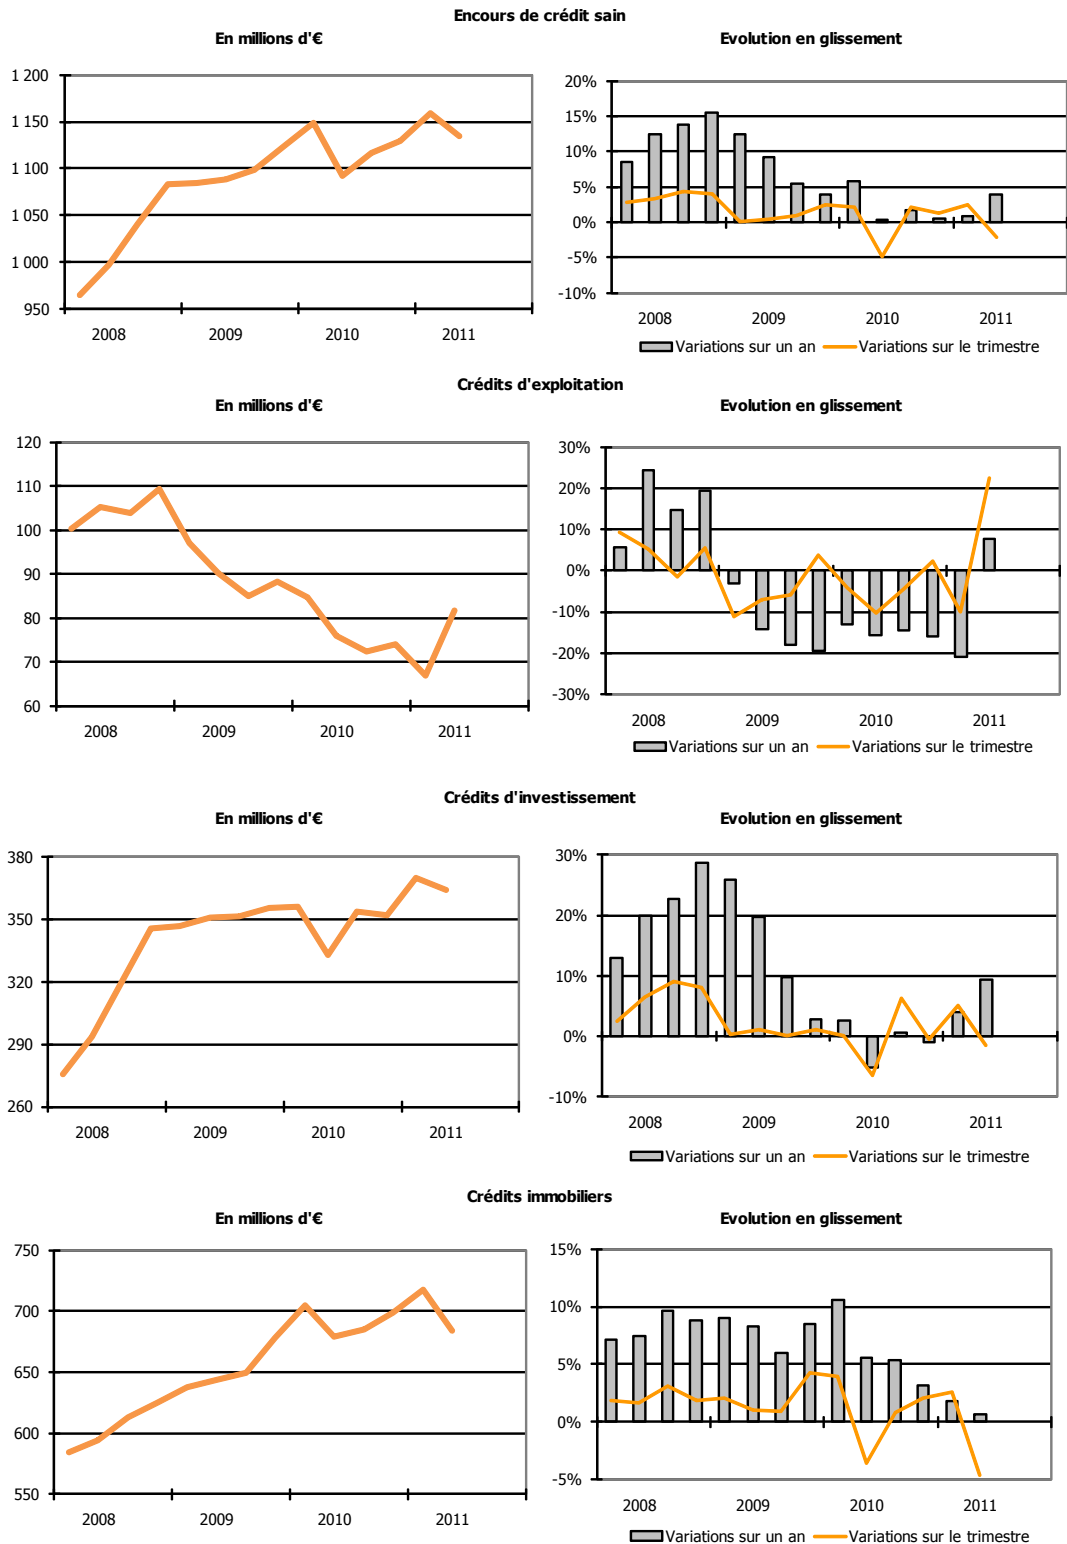 Encours de crédit sain
En millions d'€
Evolution en glissement
1 200
1 150
1 100
1 050
1 000
950
2008 2009 2010 2011
20%
15%
10%
5%
0%
-5%
-10%
2008 2009 2010 2011
Variations sur un an Variations sur le trimestre
Crédits d'exploitation
En millions d'€
Evolution en glissement
120
110
100
90
80
70
60
2008 2009 2010 2011
30%
20%
10%
0%
-10%
-20%
-30%
2008 2009 2010 2011
Variations sur un an Variations sur le trimestre
Crédits d'investissement
En millions d'€
Evolution en glissement
380
350
320
290
260
2008 2009 2010 2011
30%
20%
10%
0%
-10%
2008 2009 2010 2011
Variations sur un an Variations sur le trimestre
Crédits immobiliers
En millions d'€
Evolution en glissement
750
700
650
600
550
2008 2009 2010 2011
15%
10%
5%
0%
-5%
2008 2009 2010 2011
Variations sur un an Variations sur le trimestre